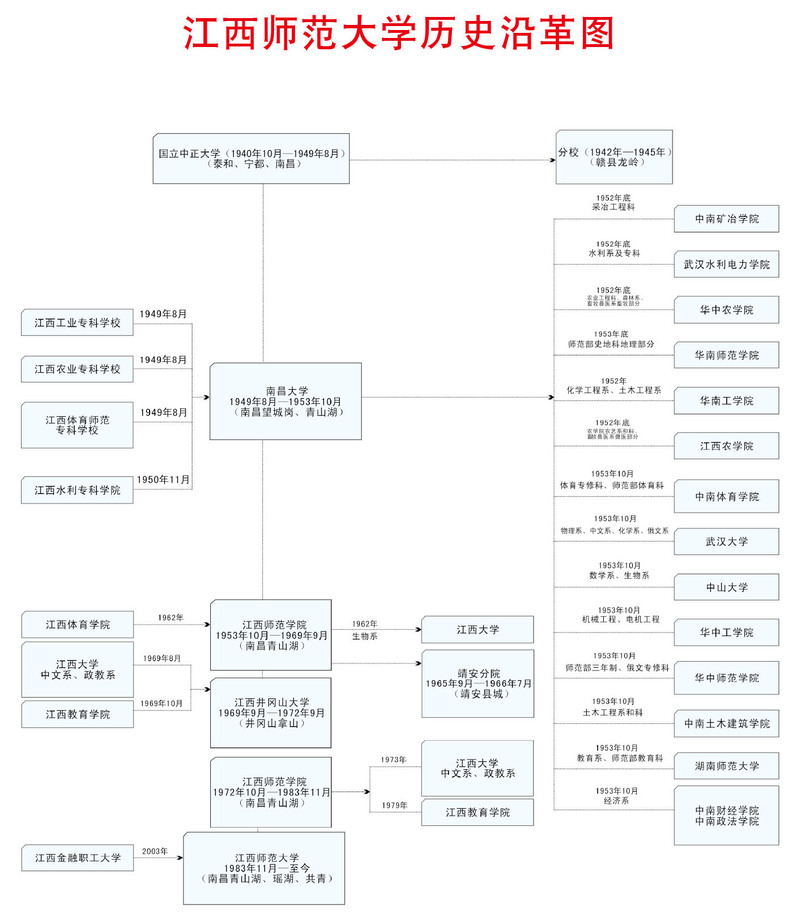 江西师范大学历史沿革图
国立中正大学（1940年10月—1949年8月）
（泰和、宁都、南昌）
分校（1942年—1945年）
（赣县龙岭）
1952年底
采冶工程科
中南矿冶学院
1952年底
水利系及专科
武汉水利电力学院
1952年底
农业工程科、森林系、
畜牧兽医系畜牧部分
华中农学院
1953年底
师范部史地科地理部分
华南师范学院
1952年
化学工程系、土木工程系
华南工学院
1952年底
农学院农艺系和科、
畜牧兽医系兽医部分
江西农学院
1953年10月
体育专修科、师范部体育科
中南体育学院
1953年10月
物理系、中文系、化学系、俄文系
武汉大学
1953年10月
数学系、生物系
中山大学
1953年10月
机械工程、电机工程
华中工学院
1953年10月
师范部三年制、俄文专修科
华中师范学院
1953年10月
土木工程系和科
中南土木建筑学院
1953年10月
教育系、师范部教育科
湖南师范大学
1953年10月
经济系
中南财经学院
中南政法学院
江西工业专科学校
1949年8月
江西农业专科学校
1949年8月
江西体育师范
专科学校
1949年8月
江西水利专科学院
1950年11月
南昌大学
1949年8月—1953年10月
（南昌望城岗、青山湖）
江西体育学院
1962年
江西师范学院
1953年10月—1969年9月
（南昌青山湖）
1962年
生物系
江西大学
靖安分院
1965年9月—1966年7月
（靖安县城）
江西大学
中文系、政教系
1969年8月
江西教育学院
1969年10月
江西井冈山大学
1969年9月—1972年9月
（井冈山拿山）
江西师范学院
1972年10月—1983年11月
（南昌青山湖）
1973年
江西大学
中文系、政教系
1979年
江西教育学院
江西金融职工大学
2003年
江西师范大学
1983年11月—至今
（南昌青山湖、瑶湖、共青）